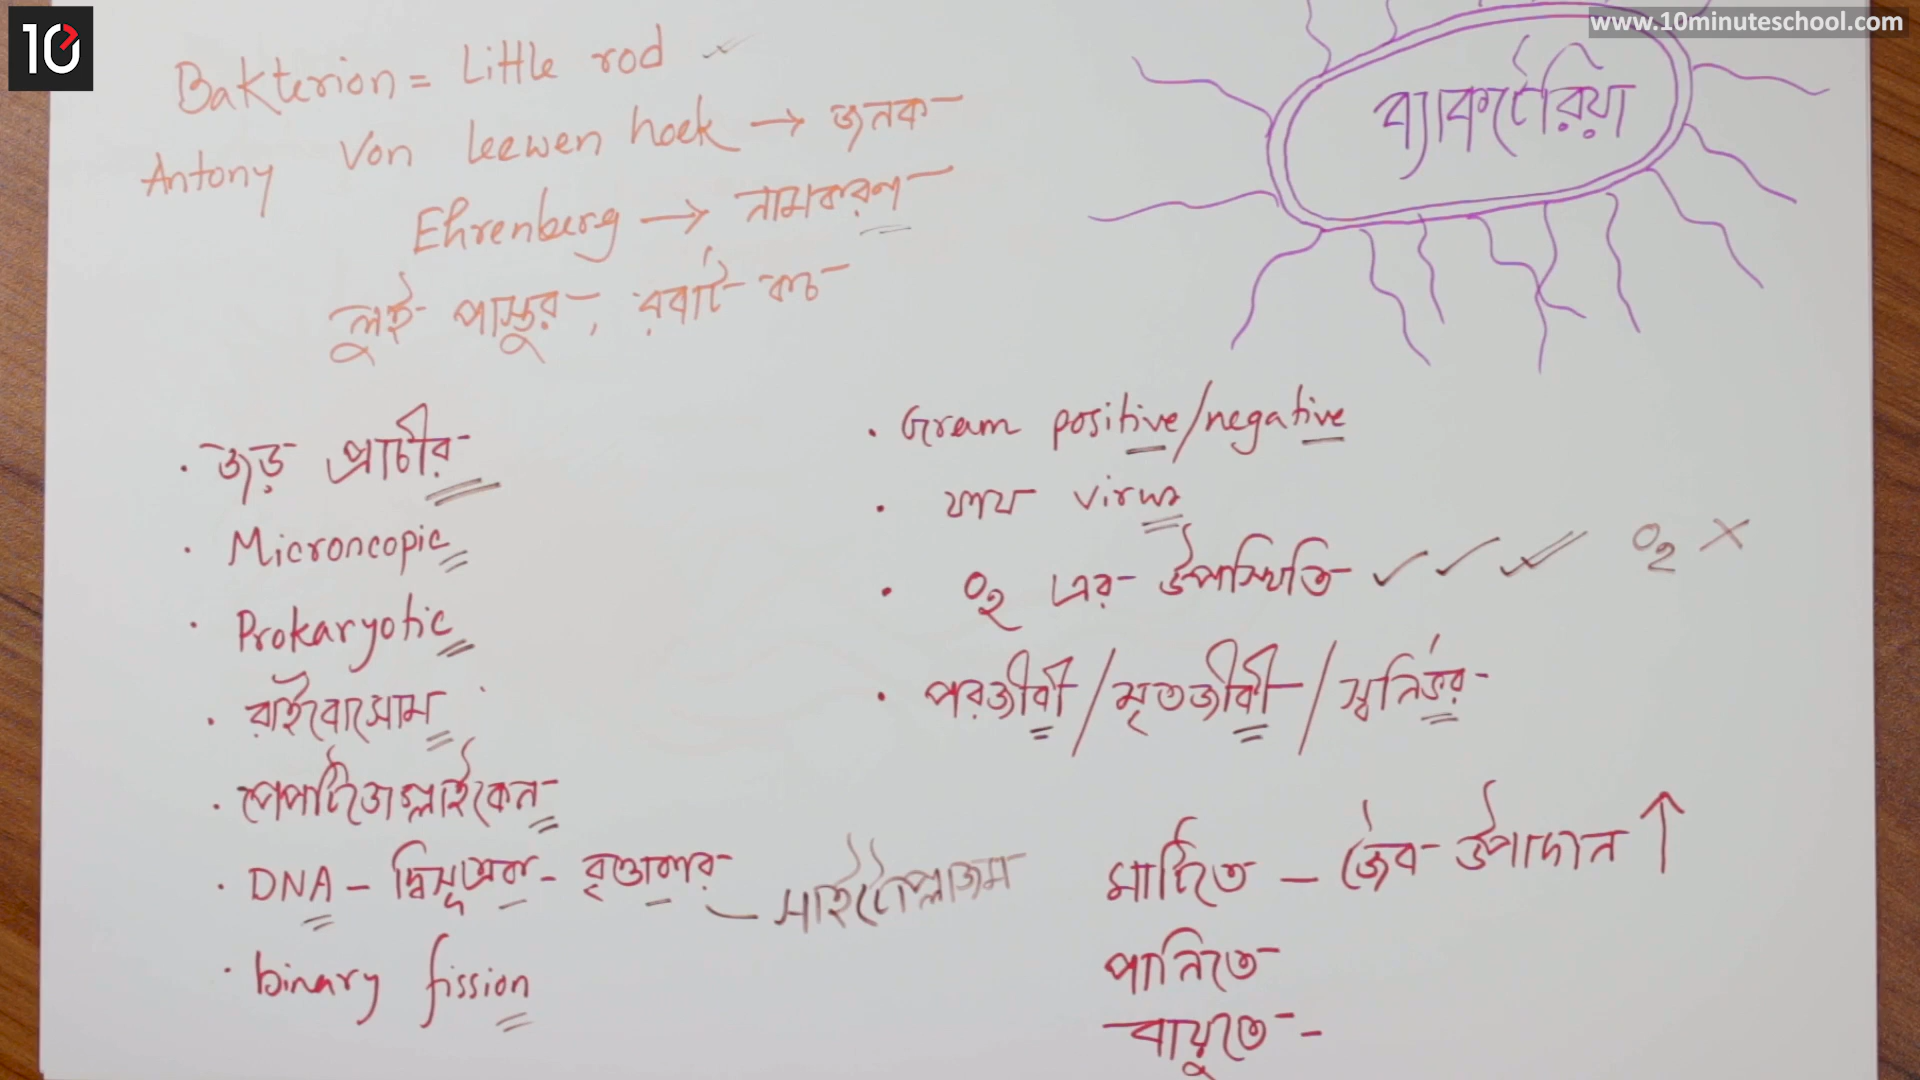 10
www.10minuteschool.com
Bakterion = Little rod
Antony Von Leewen hoek → জনক
Ehrenberg → নামকরণ
লুই পাস্তুর, রবার্ট কচ
ব্যাকটেরিয়া
• জড় প্রাচীর
• Microscopic
• Prokaryotic
• রাইবোসোম
• পেপটিডোগ্লাইকেন
• DNA – দ্বিসূত্রক – বৃত্তাকার – সাইটোপ্লাজম
• binary fission
• Gram positive/negative
• ফায virus
• O2 এর উপস্থিতি ✓ ✓ ✓ O2 X
• পরজীবী/মৃতজীবী/স্বনির্ভর
মাটিতে – জৈব উপাদান ↑
পানিতে
বায়ুতে –